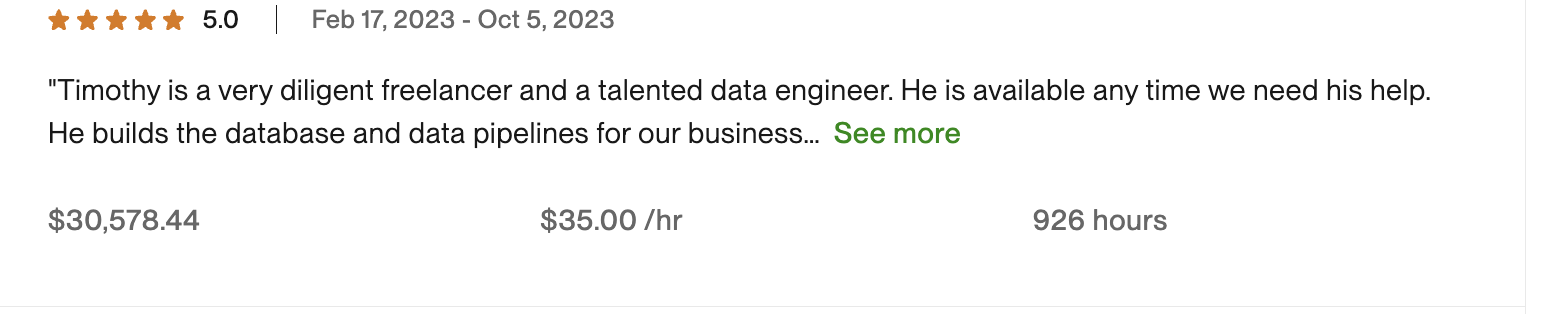 5.0 | Feb 17, 2023 - Oct 5, 2023
"Timothy is a very diligent freelancer and a talented data engineer. He is available any time we need his help.
He builds the database and data pipelines for our business... See more
$30,578.44 $35.00 /hr 926 hours